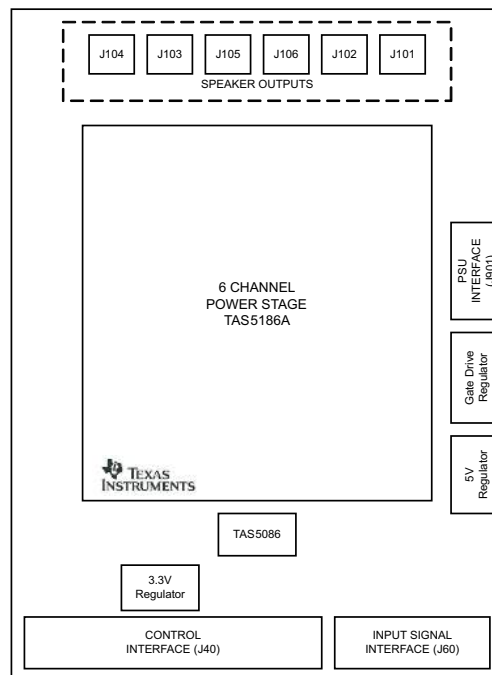 J104 J103 J105 J106 J102 J101
SPEAKER OUTPUTS
6 CHANNEL
POWER STAGE
TAS5186A
PSU
INTERFACE
(J901)
Gate Drive
Regulator
5V
Regulator
TEXAS
INSTRUMENTS
TAS5086
3.3V
Regulator
CONTROL
INTERFACE (J40)
INPUT SIGNAL
INTERFACE (J60)